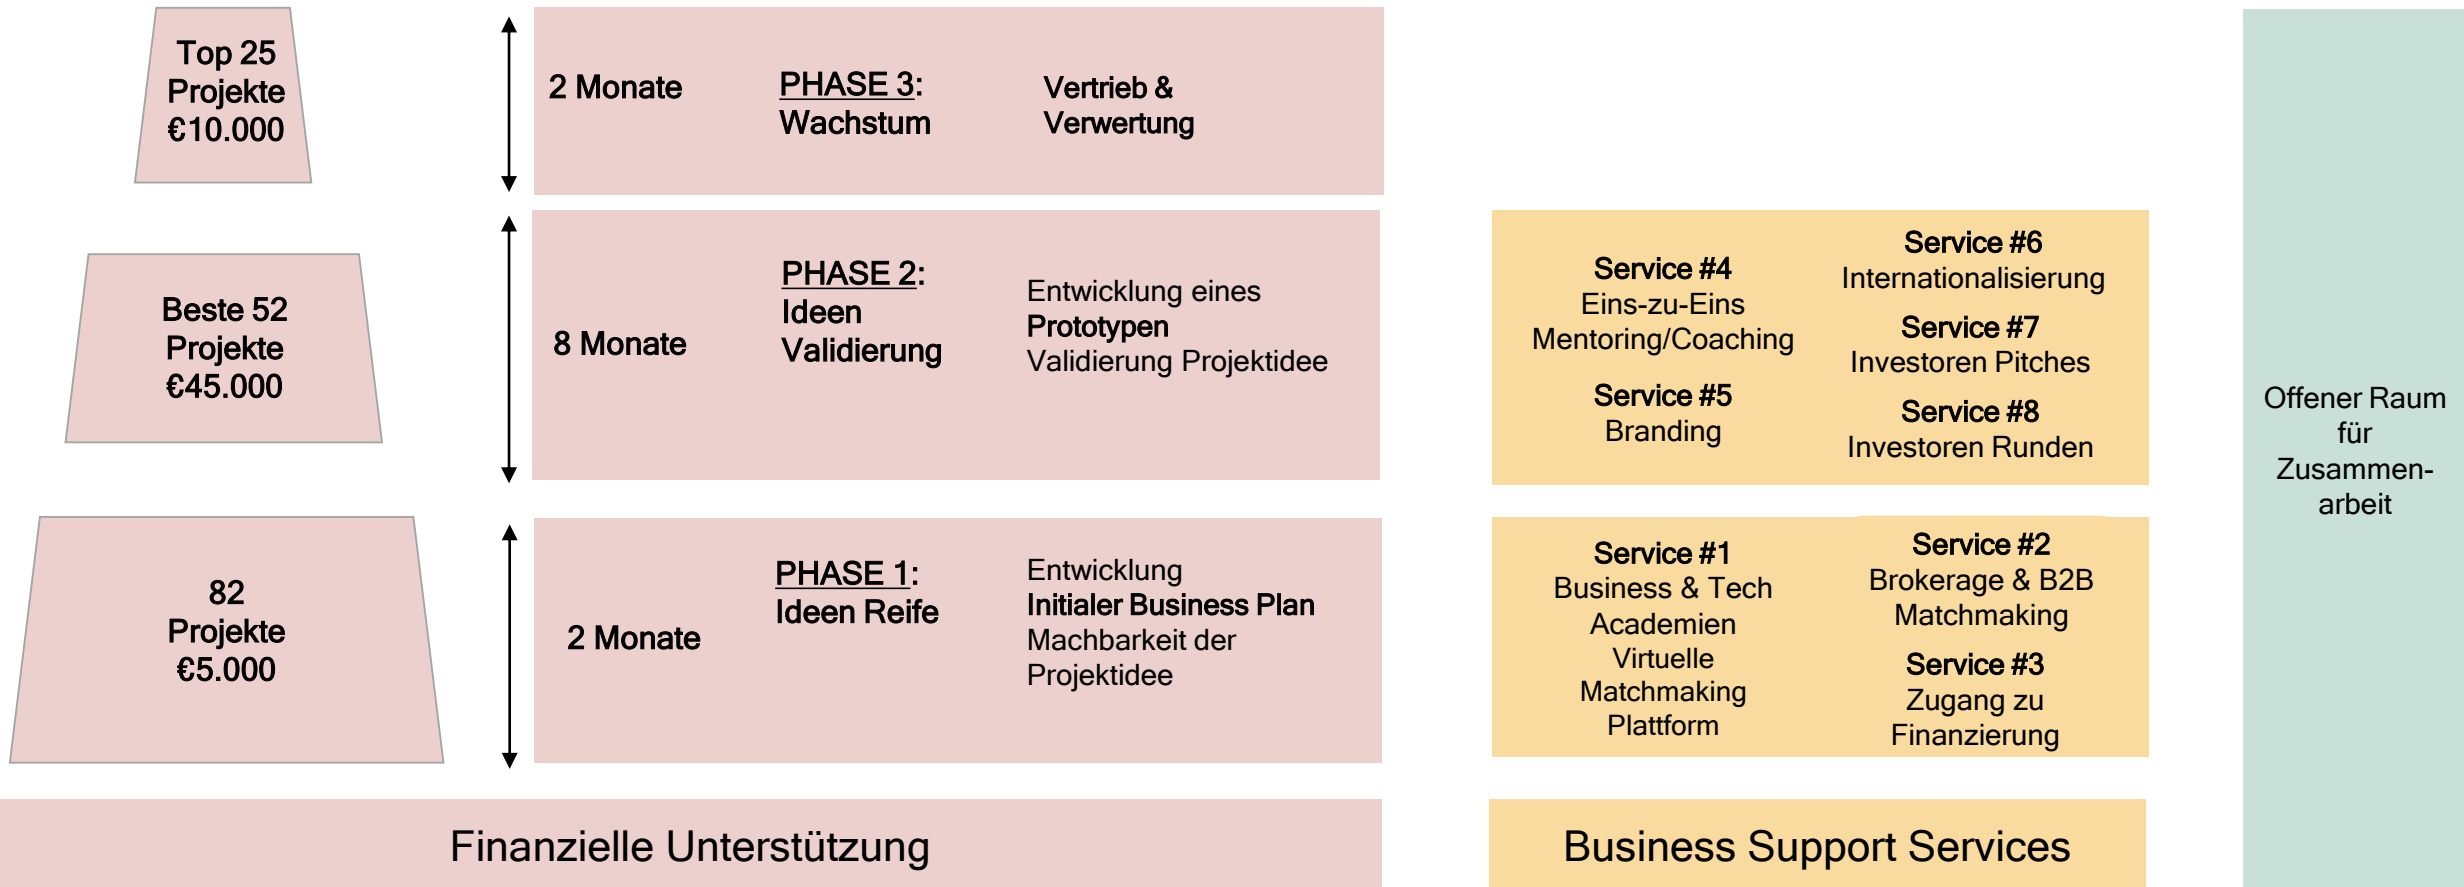 Top 25
Projekte
€10.000
2 Monate
PHASE 3:
Wachstum
Vertrieb &
Verwertung
Beste 52
Projekte
€45.000
8 Monate
PHASE 2:
Ideen
Validierung
Entwicklung eines
Prototypen
Validierung Projektidee
Service #4
Eins-zu-Eins
Mentoring/Coaching
Service #5
Branding
Service #6
Internationalisierung
Service #7
Investoren Pitches
Service #8
Investoren Runden
82
Projekte
€5.000
2 Monate
PHASE 1:
Ideen Reife
Entwicklung
Initialer Business Plan
Machbarkeit der
Projektidee
Service #1
Business & Tech
Academien
Virtuelle
Matchmaking
Plattform
Service #2
Brokerage & B2B
Matchmaking
Service #3
Zugang zu
Finanzierung
Offener Raum
für
Zusammen-
arbeit
Finanzielle Unterstützung
Business Support Services